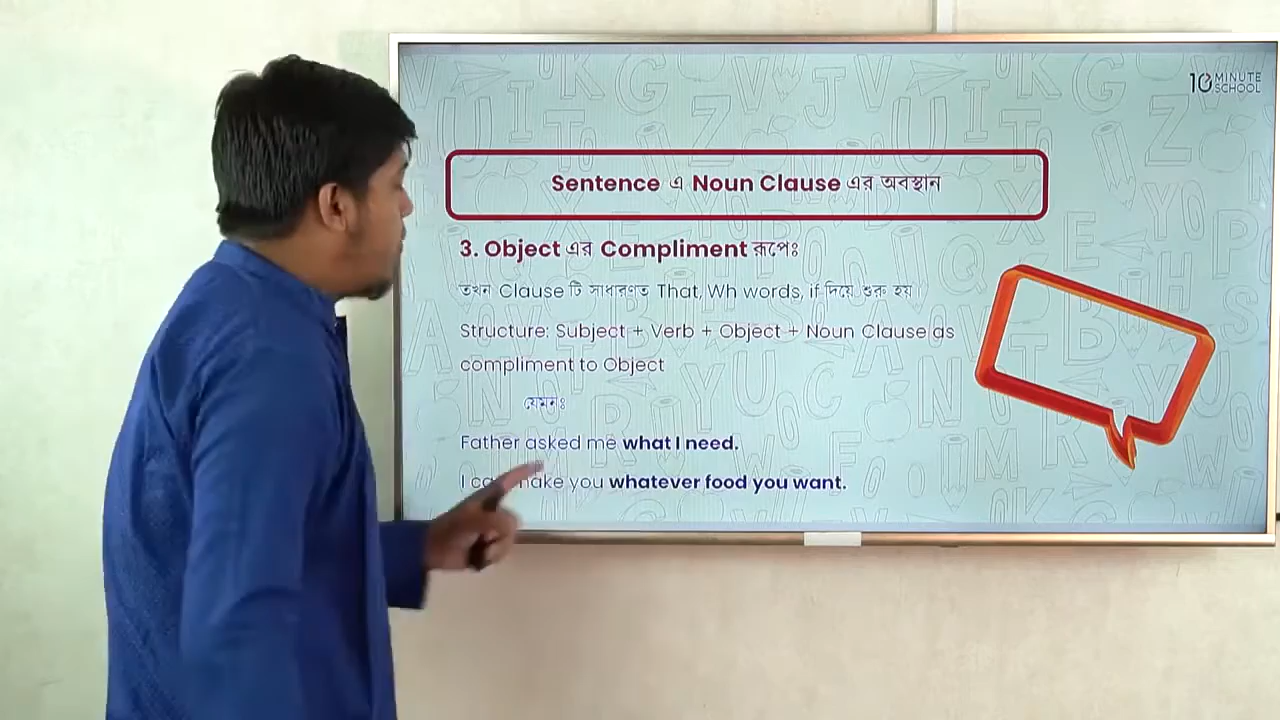 10 MINUTE SCHOOL
Sentence এ Noun Clause এর অবস্থান
3. Object এর Compliment রূপেঃ
তখন Clause টি সাধারণত That, Wh words, if দিয়ে শুরু হয়।
Structure: Subject + Verb + Object + Noun Clause as
compliment to Object
যেমনঃ
Father asked me what I need.
I make you whatever food you want.